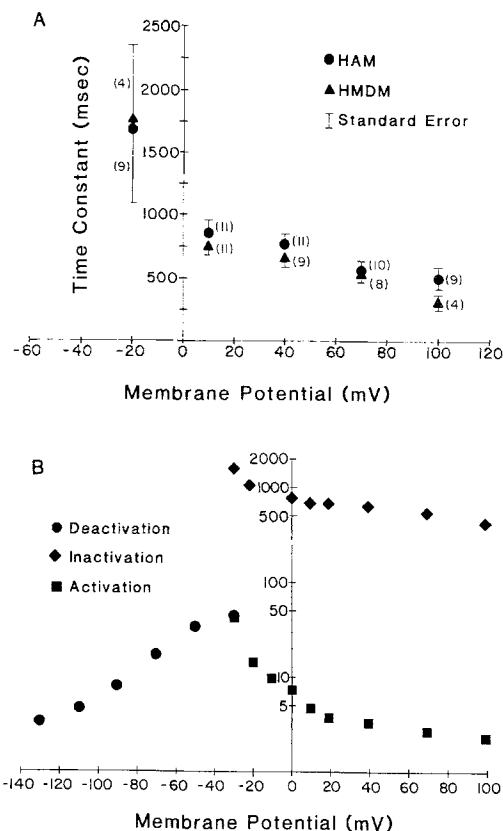 A
Time Constant (msec)
2500
2000
1500
1000
500
(4)
(9)
(11)
(11)
(11)
(9)
(10)
(8)
(9)
(4)
HAM
HMDM
Standard Error
-60 -40 -20 0 20 40 60 80 100 120
Membrane Potential (mV)
B
Deactivation
Inactivation
Activation
2000
1000
500
100
50
10
5
-140 -120 -100 -80 -60 -40 -20 0 20 40 60 80 100
Membrane Potential (mV)